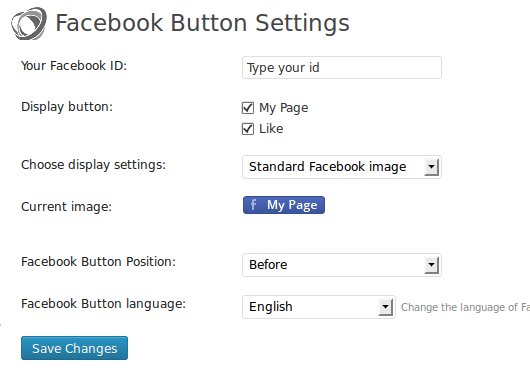 Facebook Button Settings
Your Facebook ID: Type your id
Display button: My Page
Like
Choose display settings: Standard Facebook image
Current image: f My Page
Facebook Button Position: Before
Facebook Button language: English Change the language of Fa
Save Changes